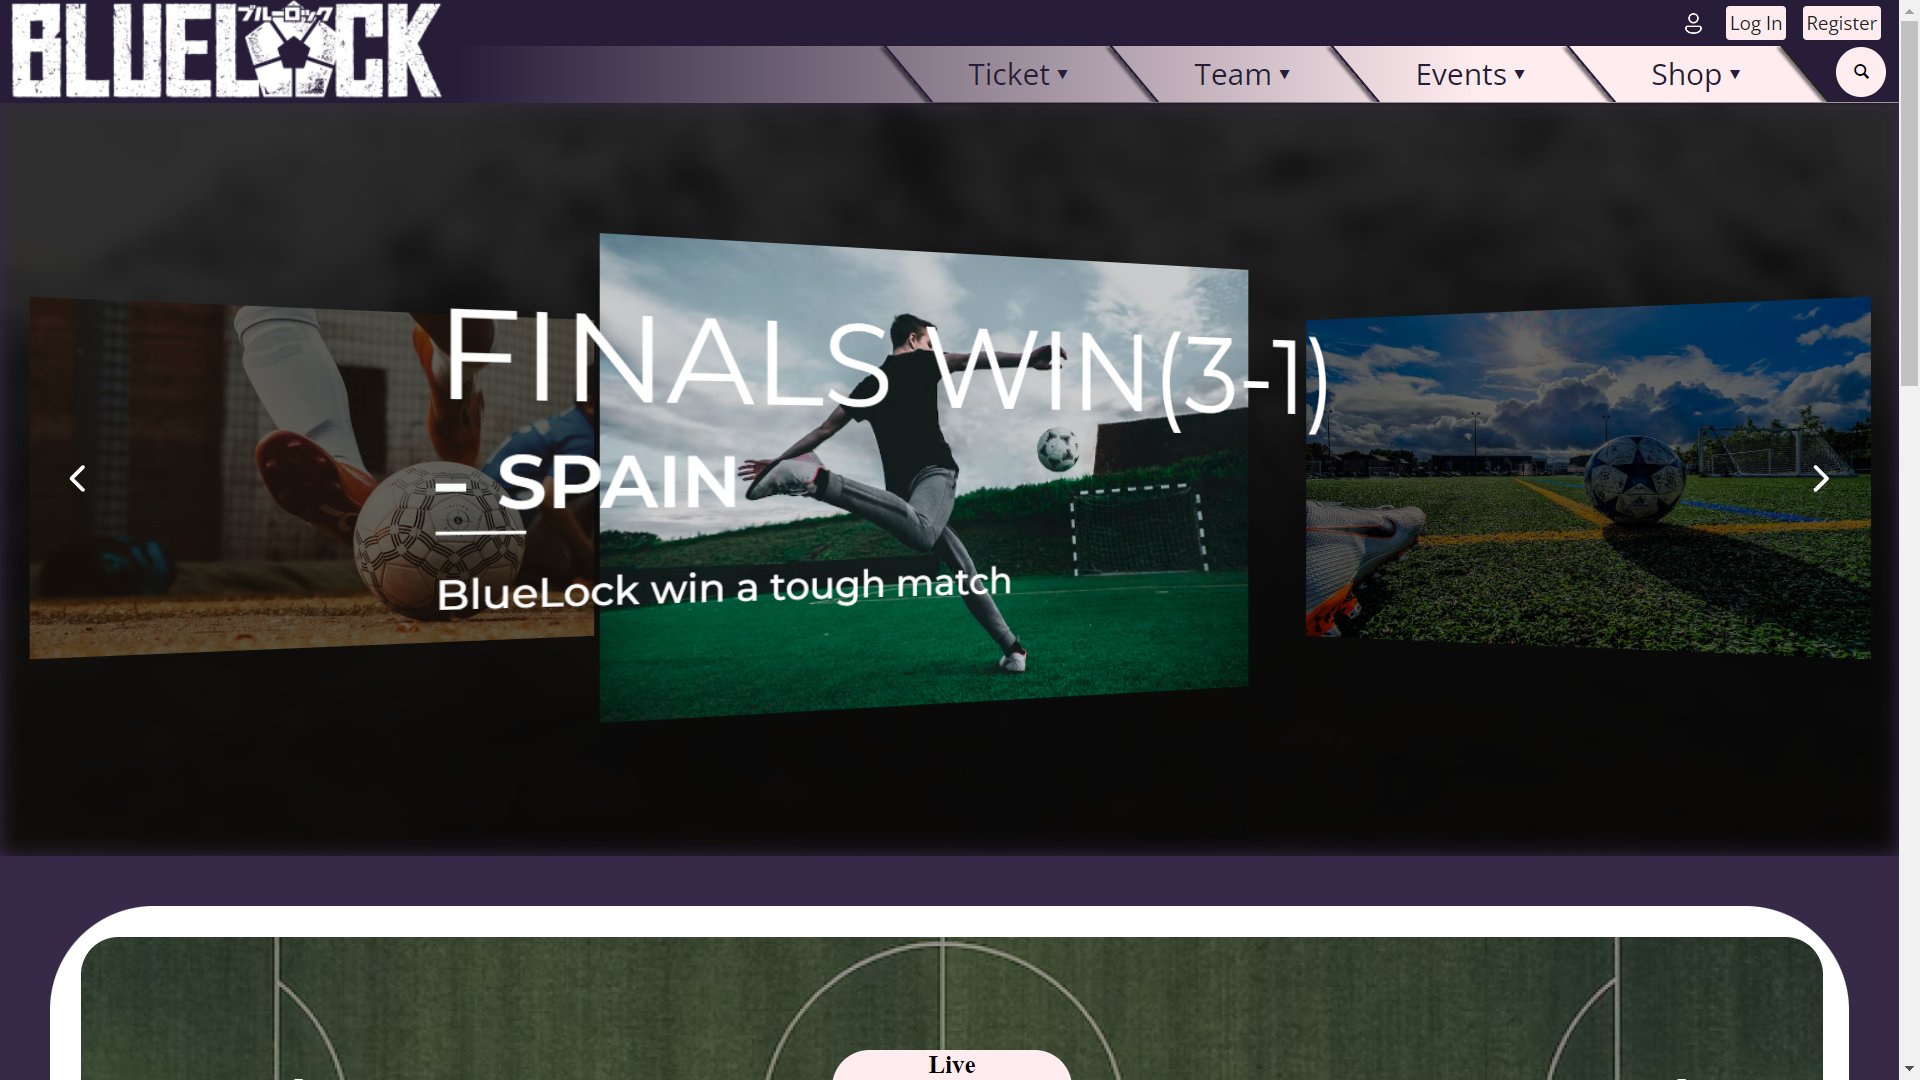 ブルーロック
BLUELOCK
Log In
Register
Ticket ▼
Team ▼
Events ▼
Shop ▼
FINALS WIN(3-1)
- SPAIN
BlueLock win a tough match
Live